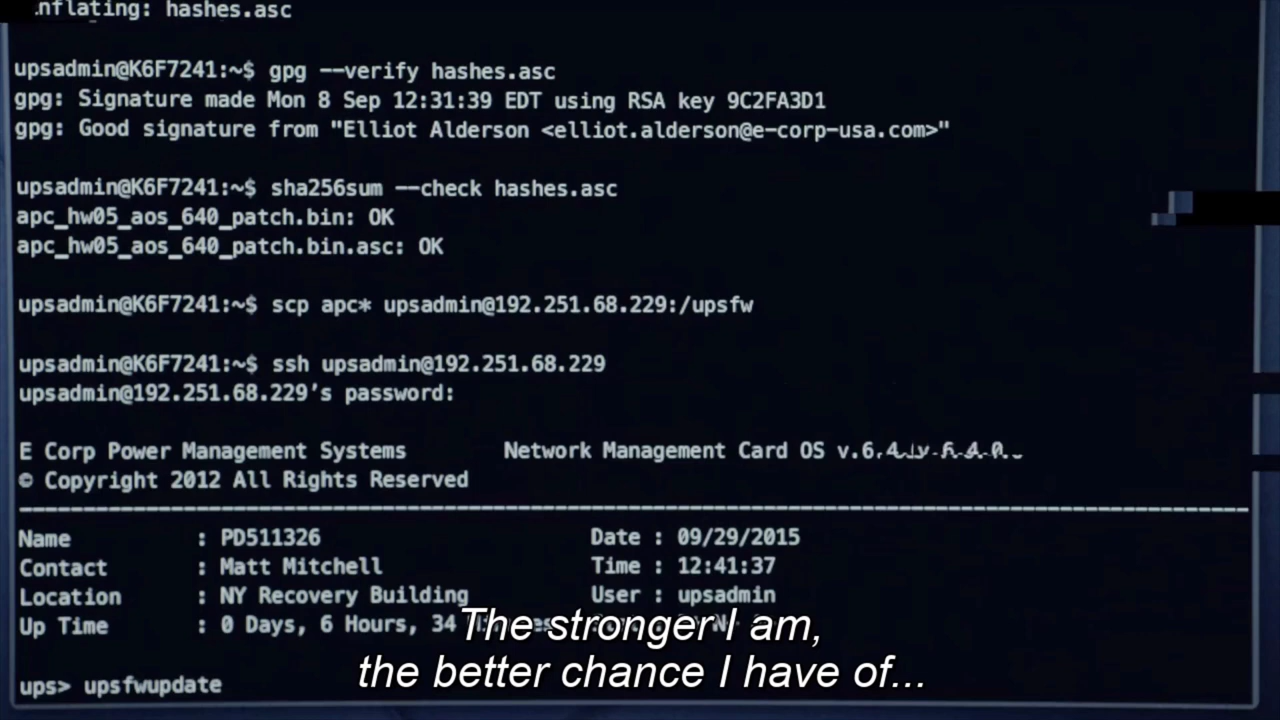 inflating: hashes.asc
upsadmin@K6F7241:~$ gpg --verify hashes.asc
gpg: Signature made Mon 8 Sep 12:31:39 EDT using RSA key 9C2FA3D1
gpg: Good signature from "Elliot Alderson <elliot.alderson@e-corp-usa.com>"
upsadmin@K6F7241:~$ sha256sum --check hashes.asc
apc_hw05_aos_640_patch.bin: OK
apc_hw05_aos_640_patch.bin.asc: OK
upsadmin@K6F7241:~$ scp apc* upsadmin@192.251.68.229:/upsfw
upsadmin@K6F7241:~$ ssh upsadmin@192.251.68.229
upsadmin@192.251.68.229's password:
E Corp Power Management Systems Network Management Card OS
© Copyright 2012 All Rights Reserved
Name : PD511326 Date : 09/29/2015
Contact : Matt Mitchell Time : 12:41:37
Location : NY Recovery Building User : upsadmin
Up Time : 0 Days, 6 Hours, 34
The stronger I am,
the better chance I have of...
ups> upsfwupdate